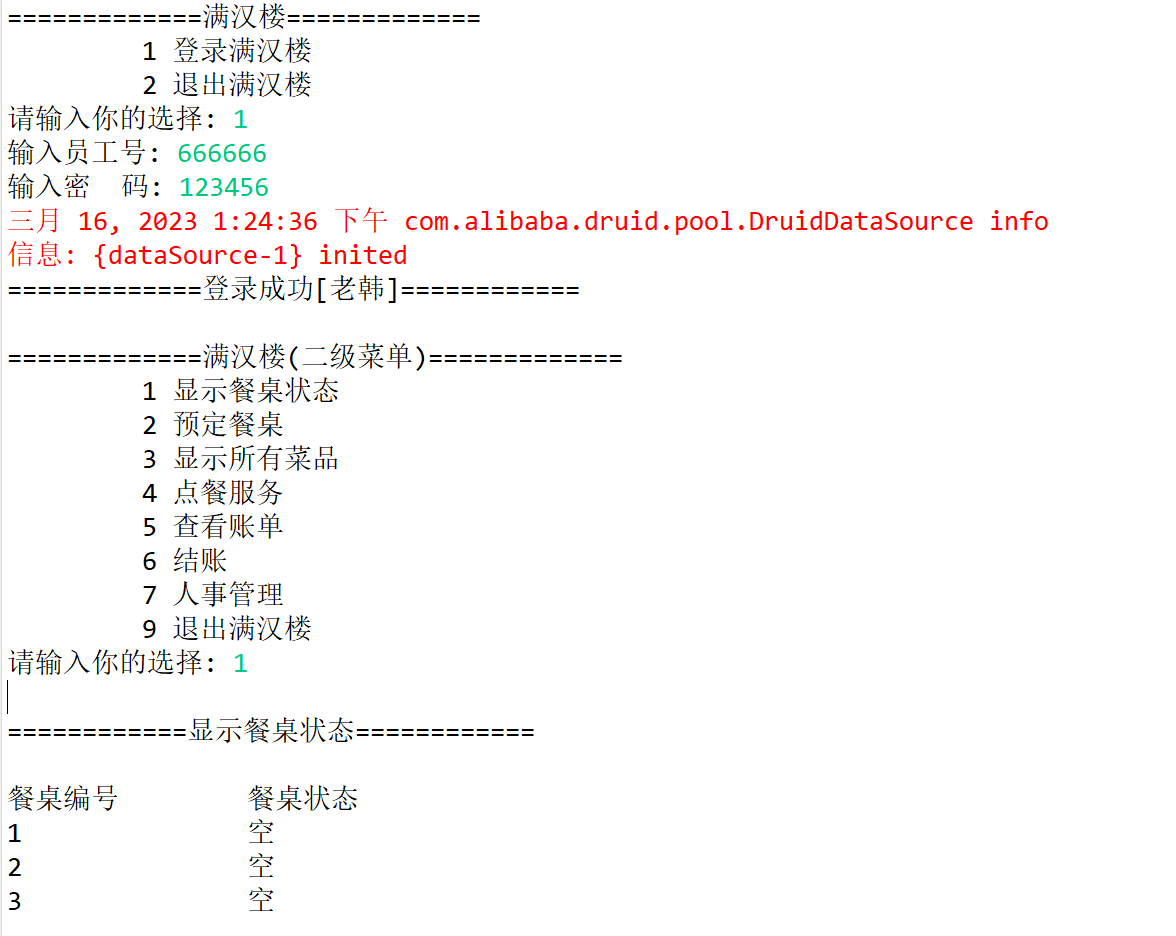 =============满汉楼=============
1 登录满汉楼
2 退出满汉楼
请输入你的选择: 1
输入员工号: 666666
输入密  码: 123456
三月 16, 2023 1:24:36 下午 com.alibaba.druid.pool.DruidDataSource info
信息: {dataSource-1} inited
=============登录成功[老韩]============
=============满汉楼(二级菜单)=============
1 显示餐桌状态
2 预定餐桌
3 显示所有菜品
4 点餐服务
5 查看账单
6 结账
7 人事管理
9 退出满汉楼
请输入你的选择: 1
============显示餐桌状态============
餐桌编号 餐桌状态
1 空
2 空
3 空